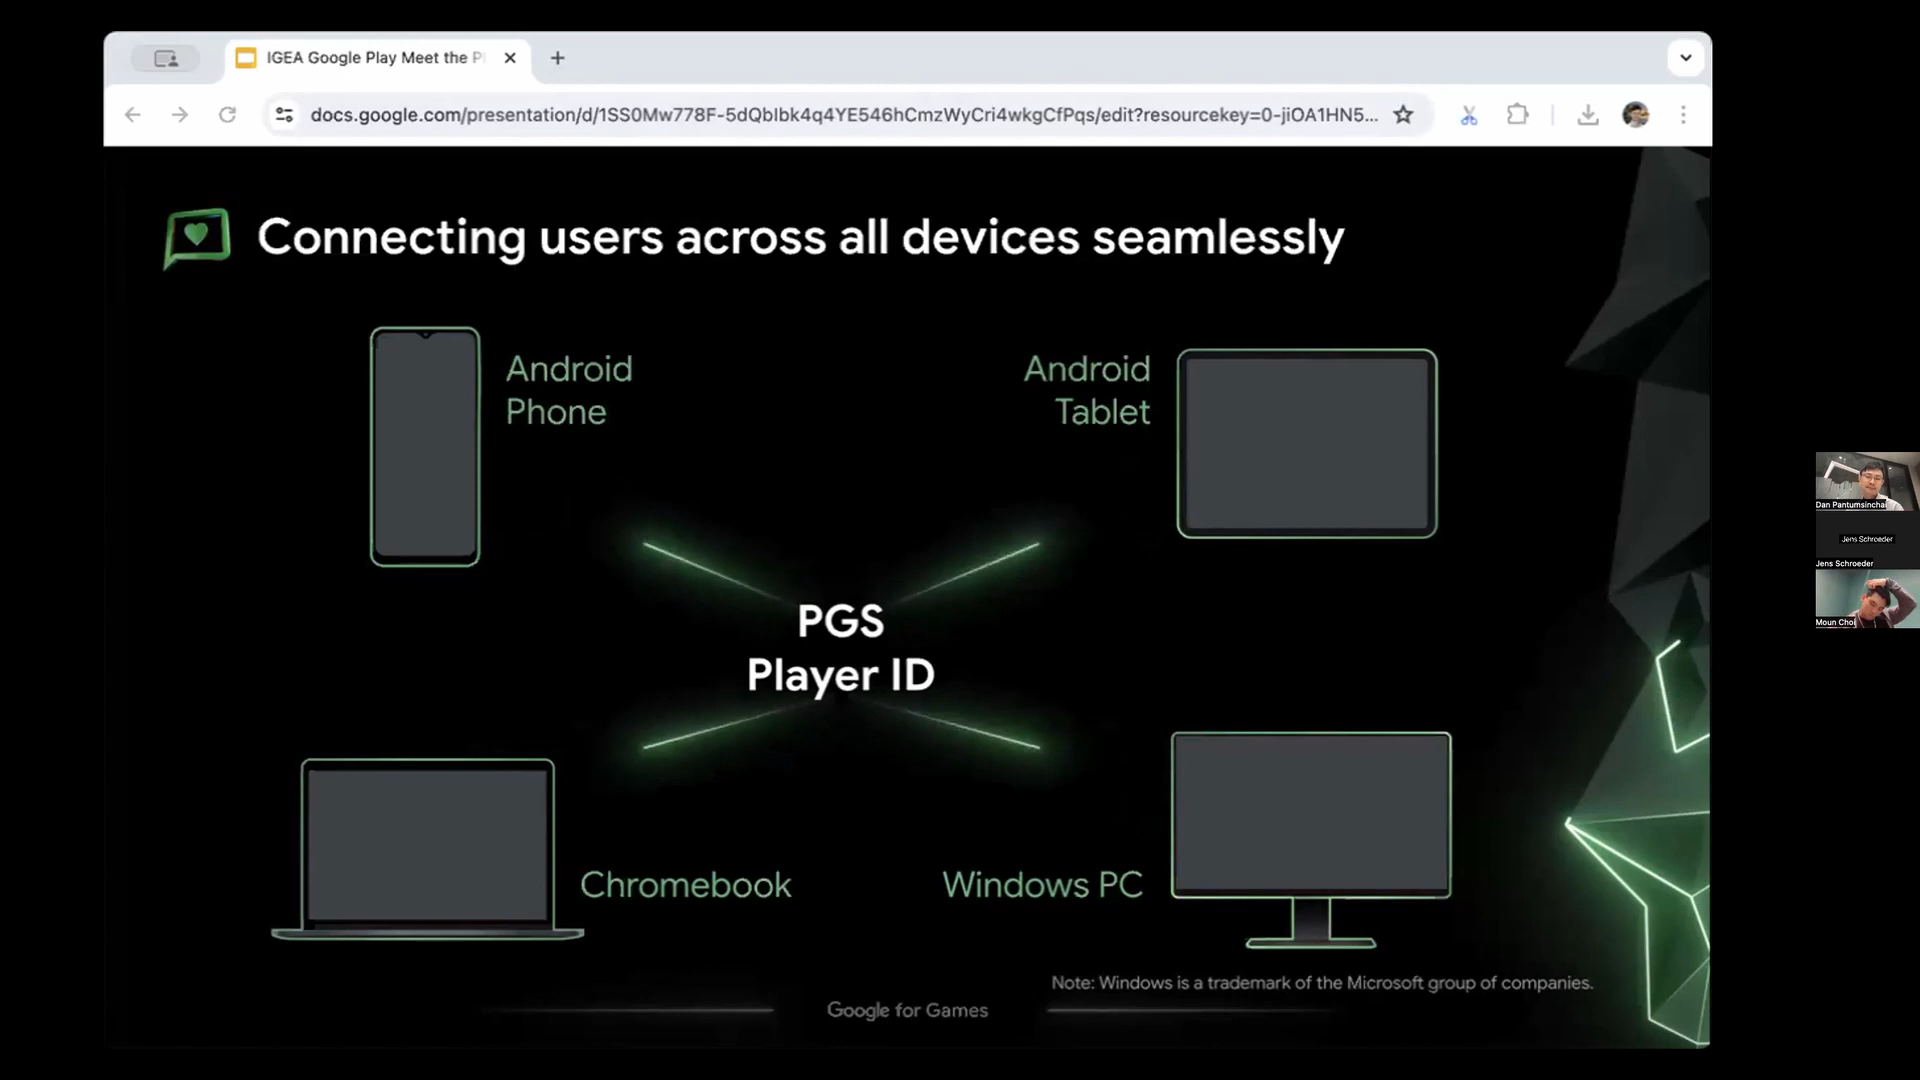 IGEA Google Play Meet the P
docs.google.com/presentation/d/1SS0Mw778F-5dQbIbk4q4YE546hCmzWyCri4wkgCfPqs/edit?resourcekey=0-jiOA1HN5...
Connecting users across all devices seamlessly
Android
Phone
Android
Tablet
PGS
Player ID
Chromebook
Windows PC
Note: Windows is a trademark of the Microsoft group of companies.
Google for Games
Dan Pantumsinchai
Jens Schroeder
Jens Schroeder
Moun Choi